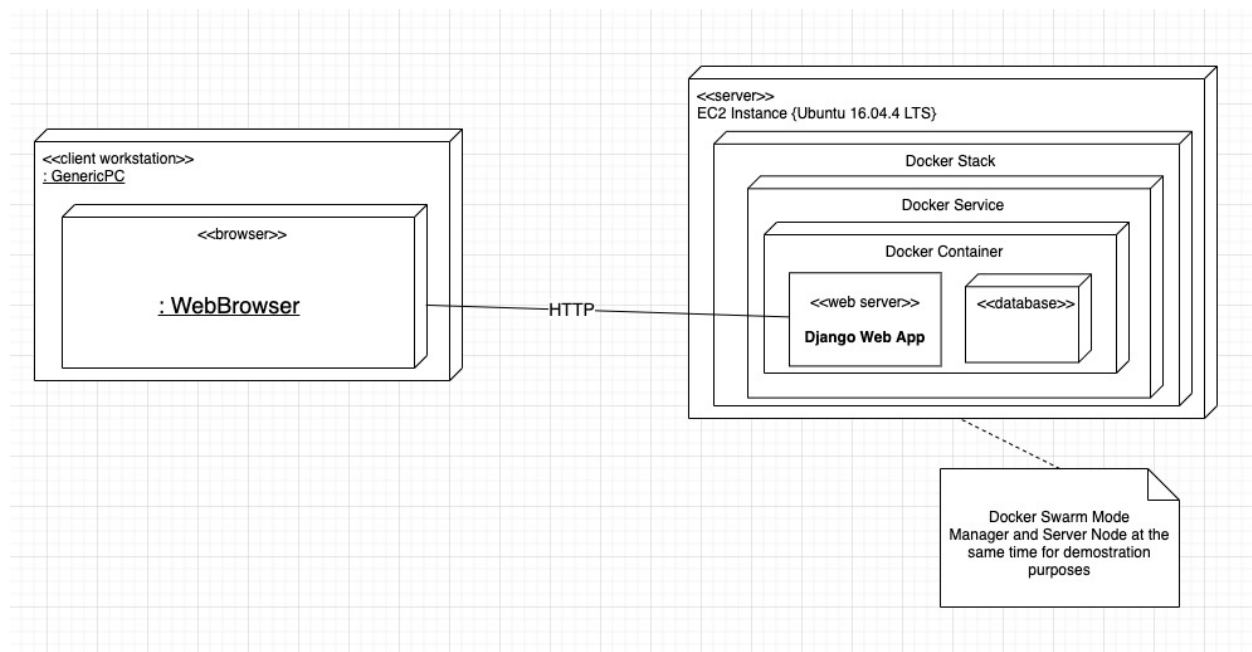 <<client workstation>>
: GenericPC
<<browser>>
: WebBrowser
HTTP
<<server>>
EC2 Instance {Ubuntu 16.04.4 LTS}
Docker Stack
Docker Service
Docker Container
<<web server>>
Django Web App
<<database>>
Docker Swarm Mode
Manager and Server Node at the
same time for demostration
purposes